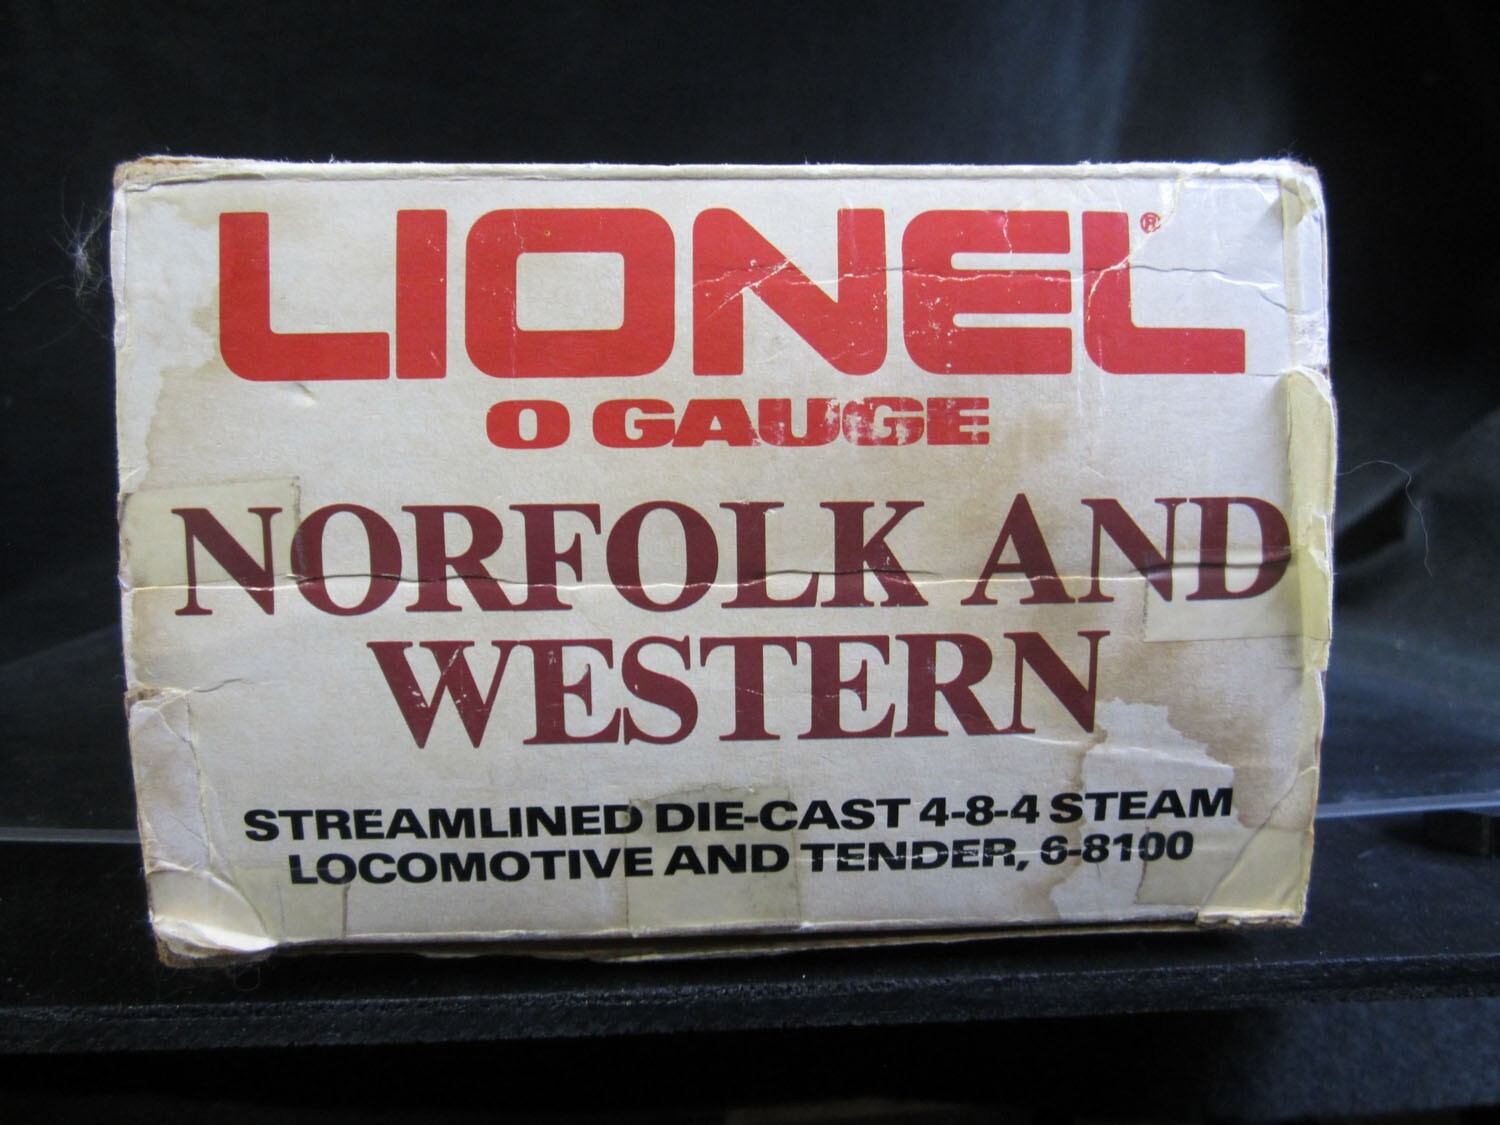 LIONEL®
O GAUGE
NORFOLK AND
WESTERN
STREAMLINED DIE-CAST 4-8-4 STEAM
LOCOMOTIVE AND TENDER, 6-8100